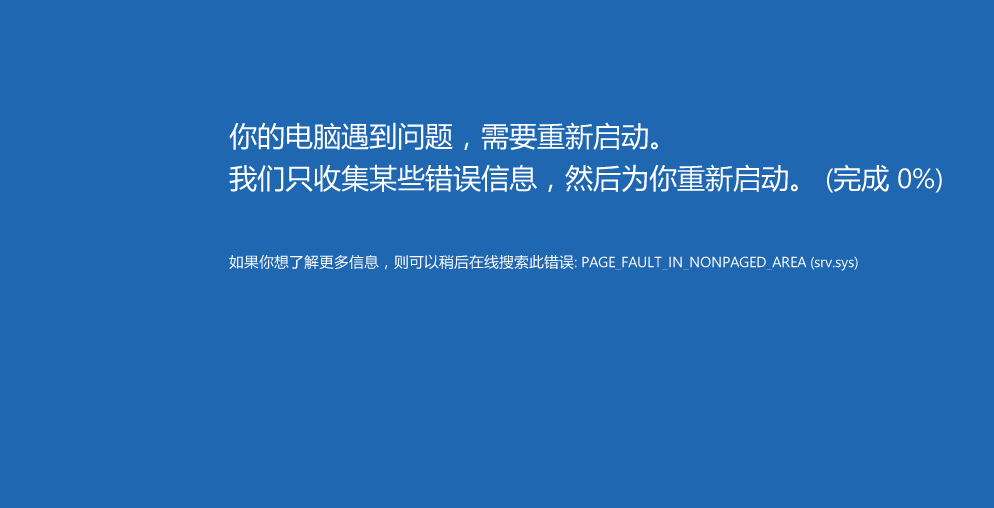 你的电脑遇到问题，需要重新启动。
我们只收集某些错误信息，然后为你重新启动。 (完成 0%)
如果你想了解更多信息，则可以稍后在线搜索此错误: PAGE_FAULT_IN_NONPAGED_AREA (srv.sys)